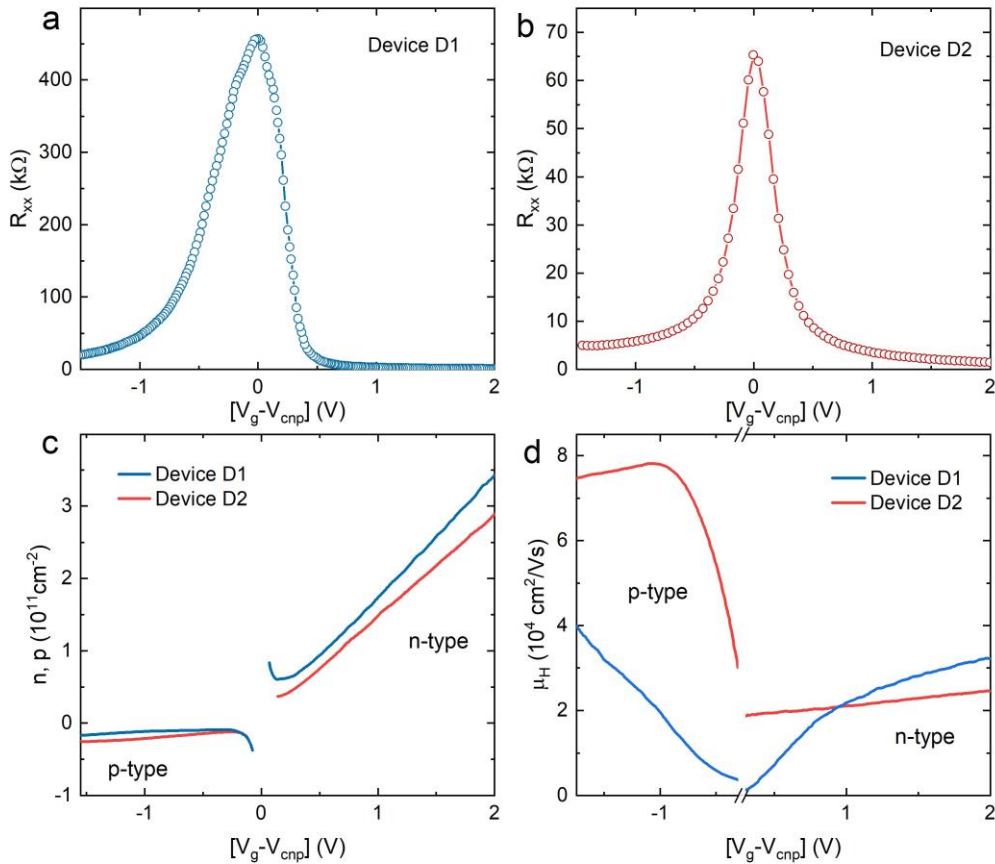 a
Device D1
R_xx (kΩ)
400
300
200
100
0
-1
0
1
2
[V_g-V_cnp] (V)
b
Device D2
R_xx (kΩ)
70
60
50
40
30
20
10
0
-1
0
1
2
[V_g-V_cnp] (V)
c
Device D1
Device D2
n, p (10^11cm^-2)
3
2
1
0
-1
n-type
p-type
-1
0
1
2
[V_g-V_cnp] (V)
d
Device D1
Device D2
μ_H (10^4 cm^2/Vs)
8
6
4
2
0
p-type
n-type
-1
1
2
[V_g-V_cnp] (V)